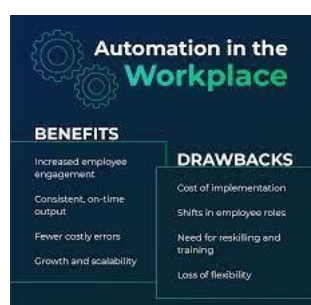 Automation in the
Workplace
BENEFITS
Increased employee
engagement
Consistent, on-time
output
Fewer costly errors
Growth and scalability
DRAWBACKS
Cost of implementation
Shifts in employee roles
Need for reskilling and
training
Loss of flexibility